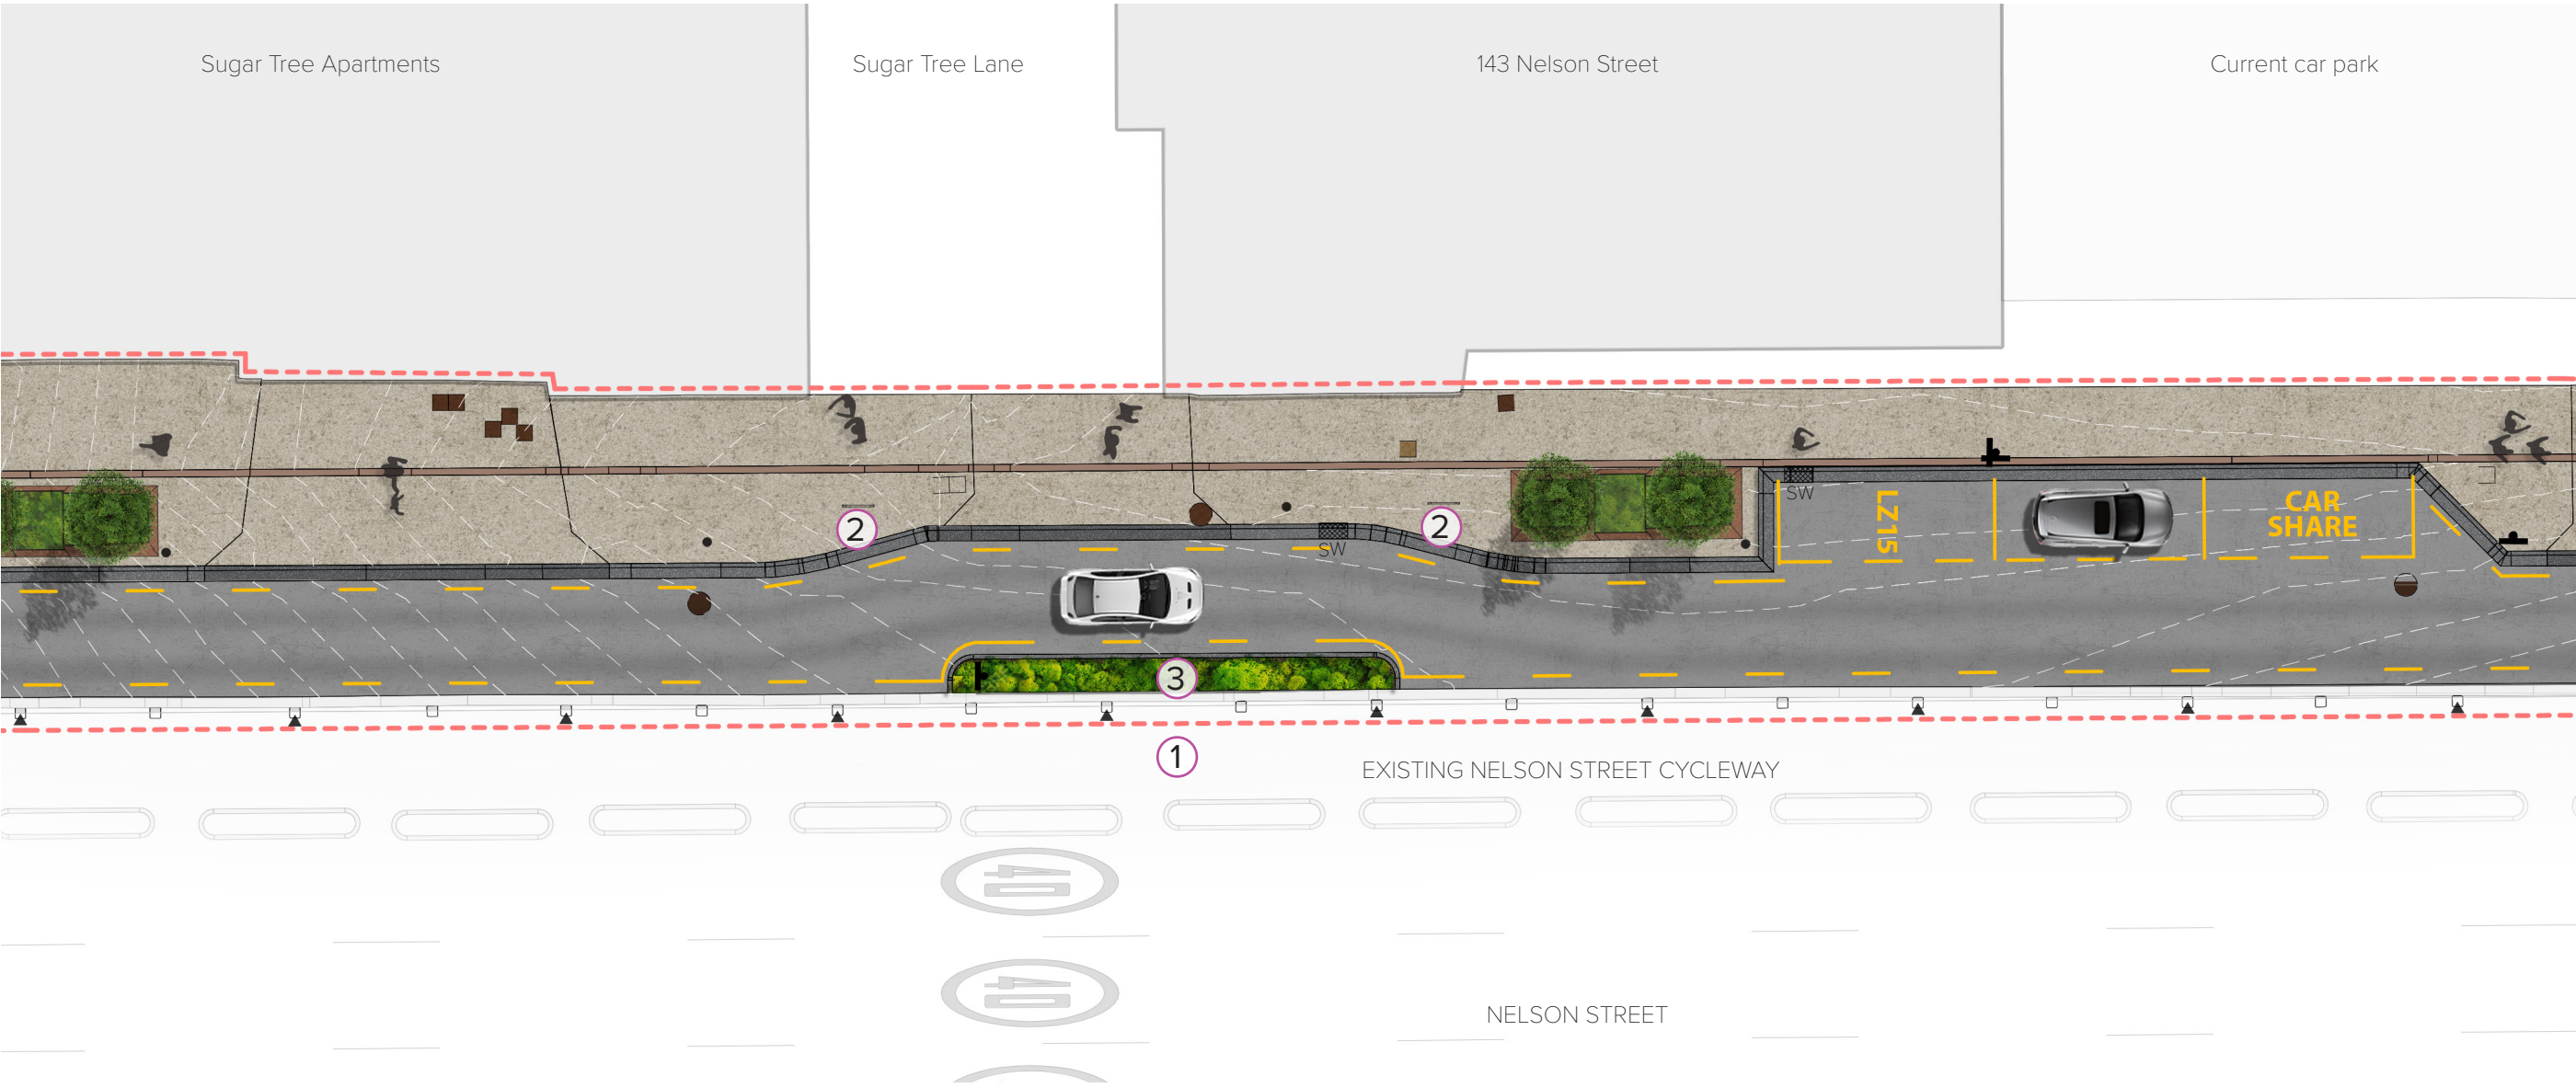 Sugar Tree Apartments
Sugar Tree Lane
143 Nelson Street
Current car park
SW
LZ15
CAR
SHARE
2
2
SW
3
1
EXISTING NELSON STREET CYCLEWAY
NELSON STREET